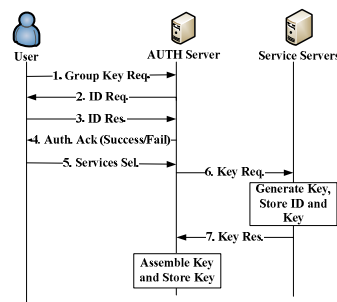 User
AUTH Server
Service Servers
1. Group Key Req.
2. ID Req.
3. ID Res.
4. Auth. Ack (Success/Fail)
5. Services Sel.
6. Key Req.
Generate Key,
Store ID and
Key
7. Key Res.
Assemble Key
and Store Key